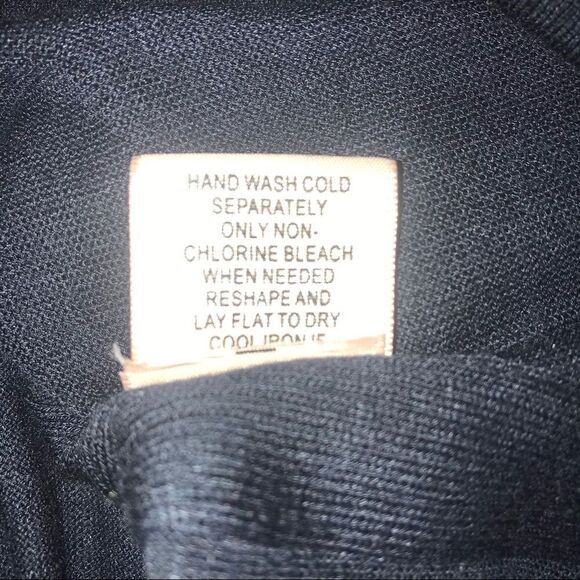 HAND WASH COLD
SEPARATELY
ONLY NON-
CHLORINE BLEACH
WHEN NEEDED
RESHAPE AND
LAY FLAT TO DRY
COOL IRON IF